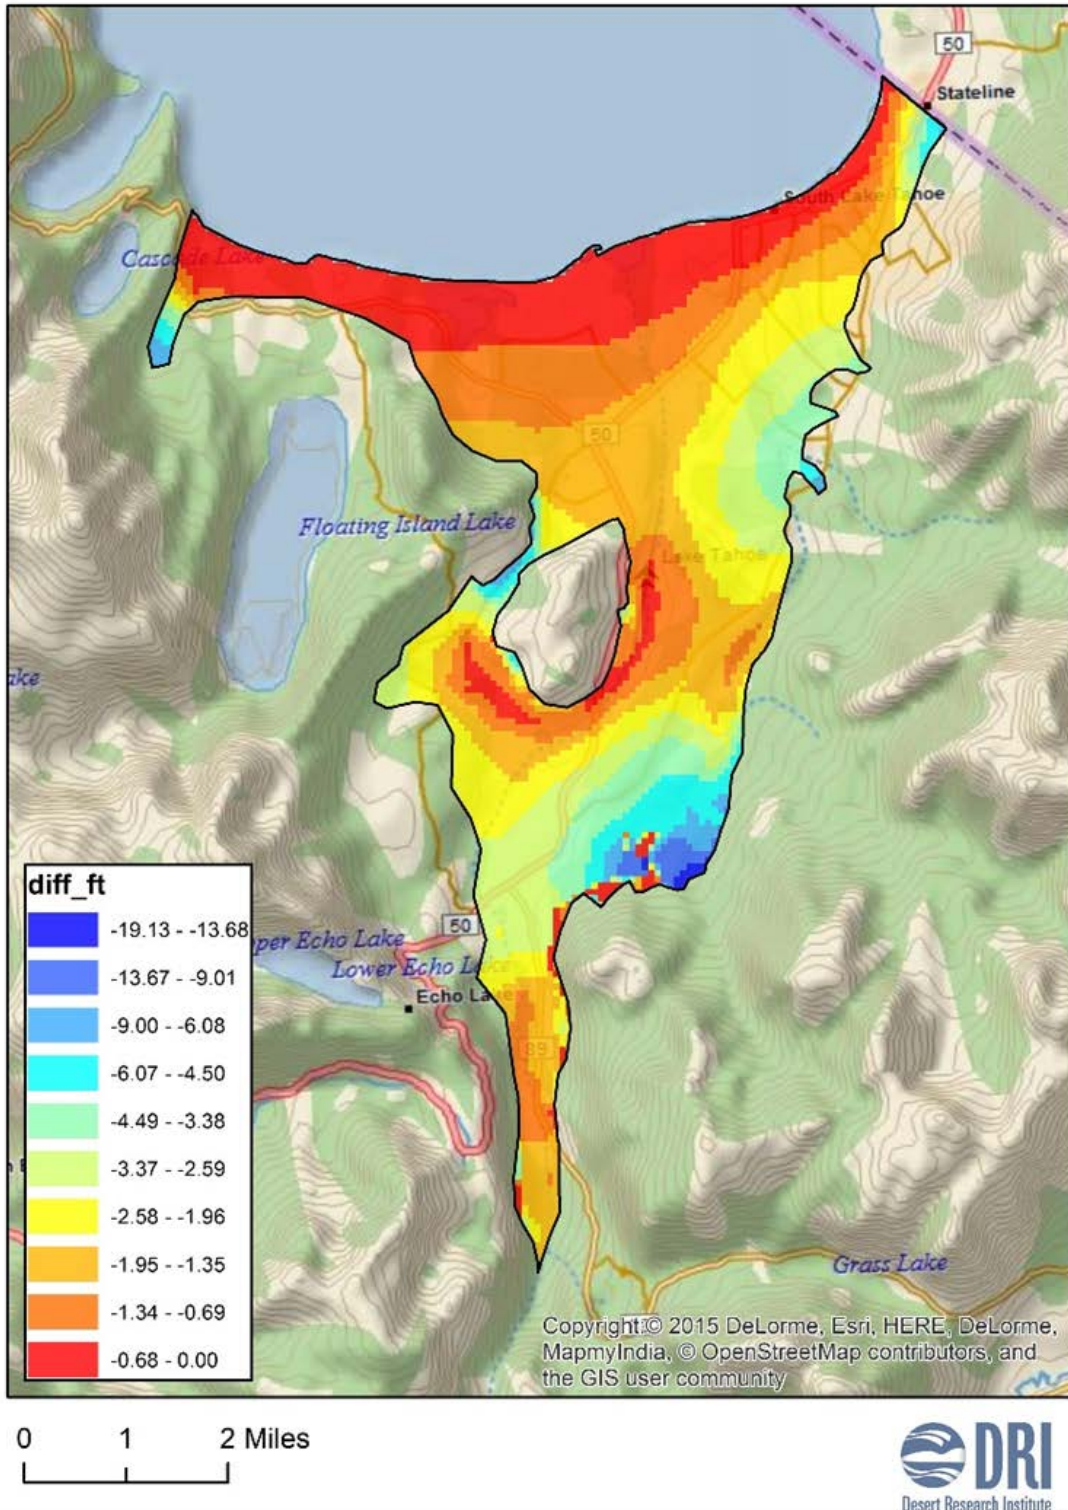 50
Stateline
South Lake Tahoe
Cascade Lake
50
Floating Island Lake
Lake Tahoe
ake
diff_ft
-19.13 - -13.68
-13.67 - -9.01
-9.00 - -6.08
-6.07 - -4.50
-4.49 - -3.38
-3.37 - -2.59
-2.58 - -1.96
-1.95 - -1.35
-1.34 - -0.69
-0.68 - 0.00
50
per Echo Lake
Lower Echo Lake
Echo Lake
89
Grass Lake
Copyright:© 2015 DeLorme, Esri, HERE, DeLorme,
MapmyIndia, © OpenStreetMap contributors, and
the GIS user community
0 1 2 Miles
DRI
Desert Research Institute